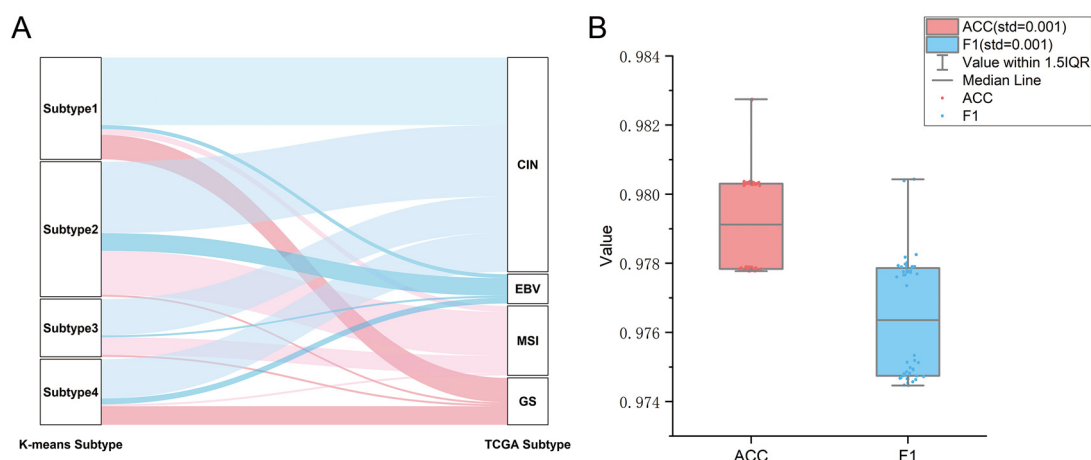 A
Subtype1
Subtype2
Subtype3
Subtype4
CIN
EBV
MSI
GS
K-means Subtype
TCGA Subtype
B
ACC(std=0.001)
F1(std=0.001)
Value within 1.5IQR
Median Line
ACC
F1
Value
0.984
0.982
0.980
0.978
0.976
0.974
ACC
F1